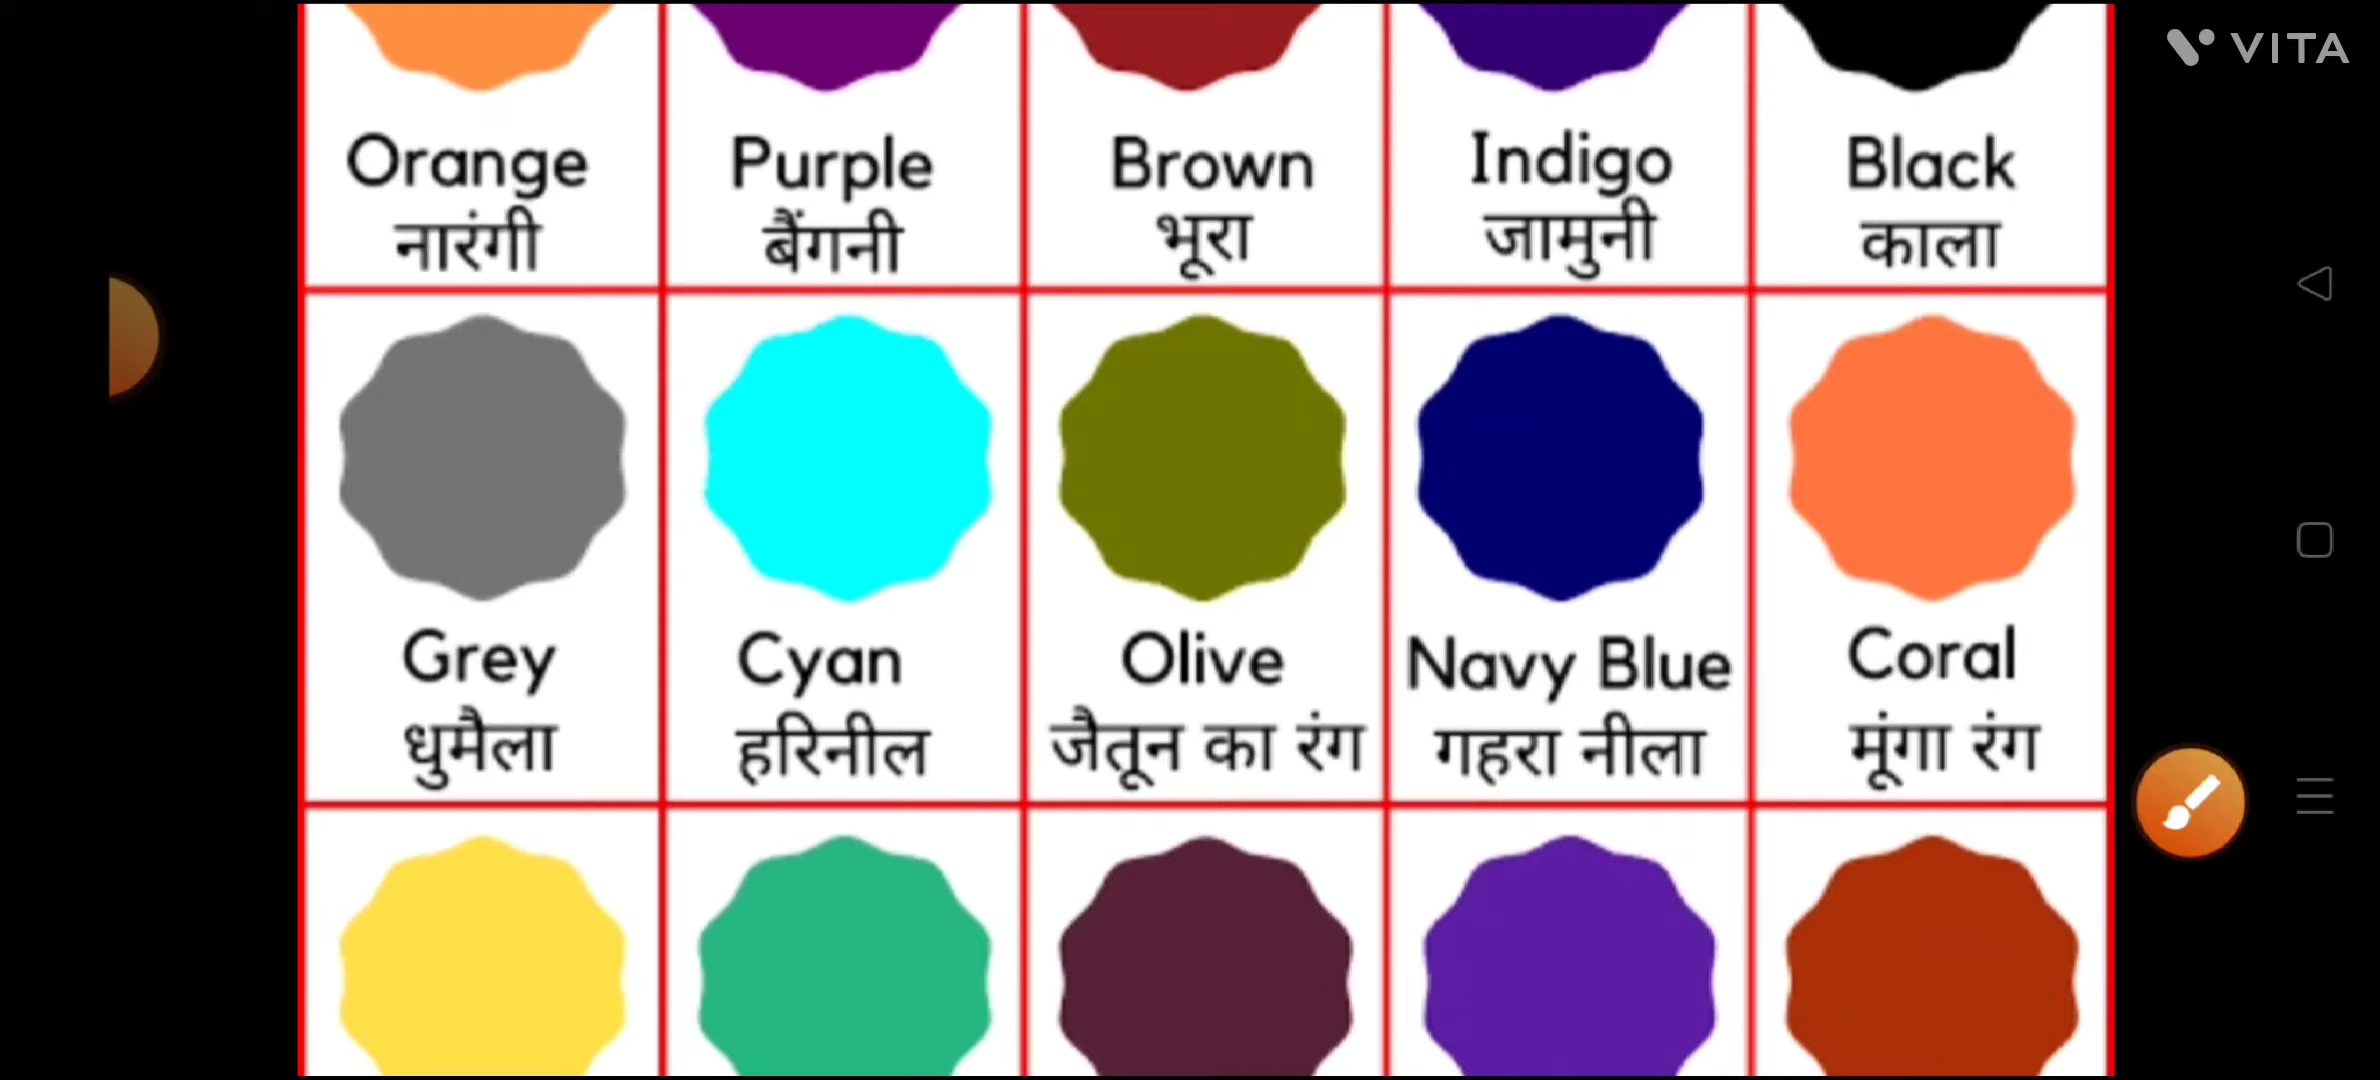 VITA
Orange
नारंगी
Purple
बैंगनी
Brown
भूरा
Indigo
जामुनी
Black
काला
Grey
धुमैला
Cyan
हरिनील
Olive
जैतून का रंग
Navy Blue
गहरा नीला
Coral
मूंगा रंग